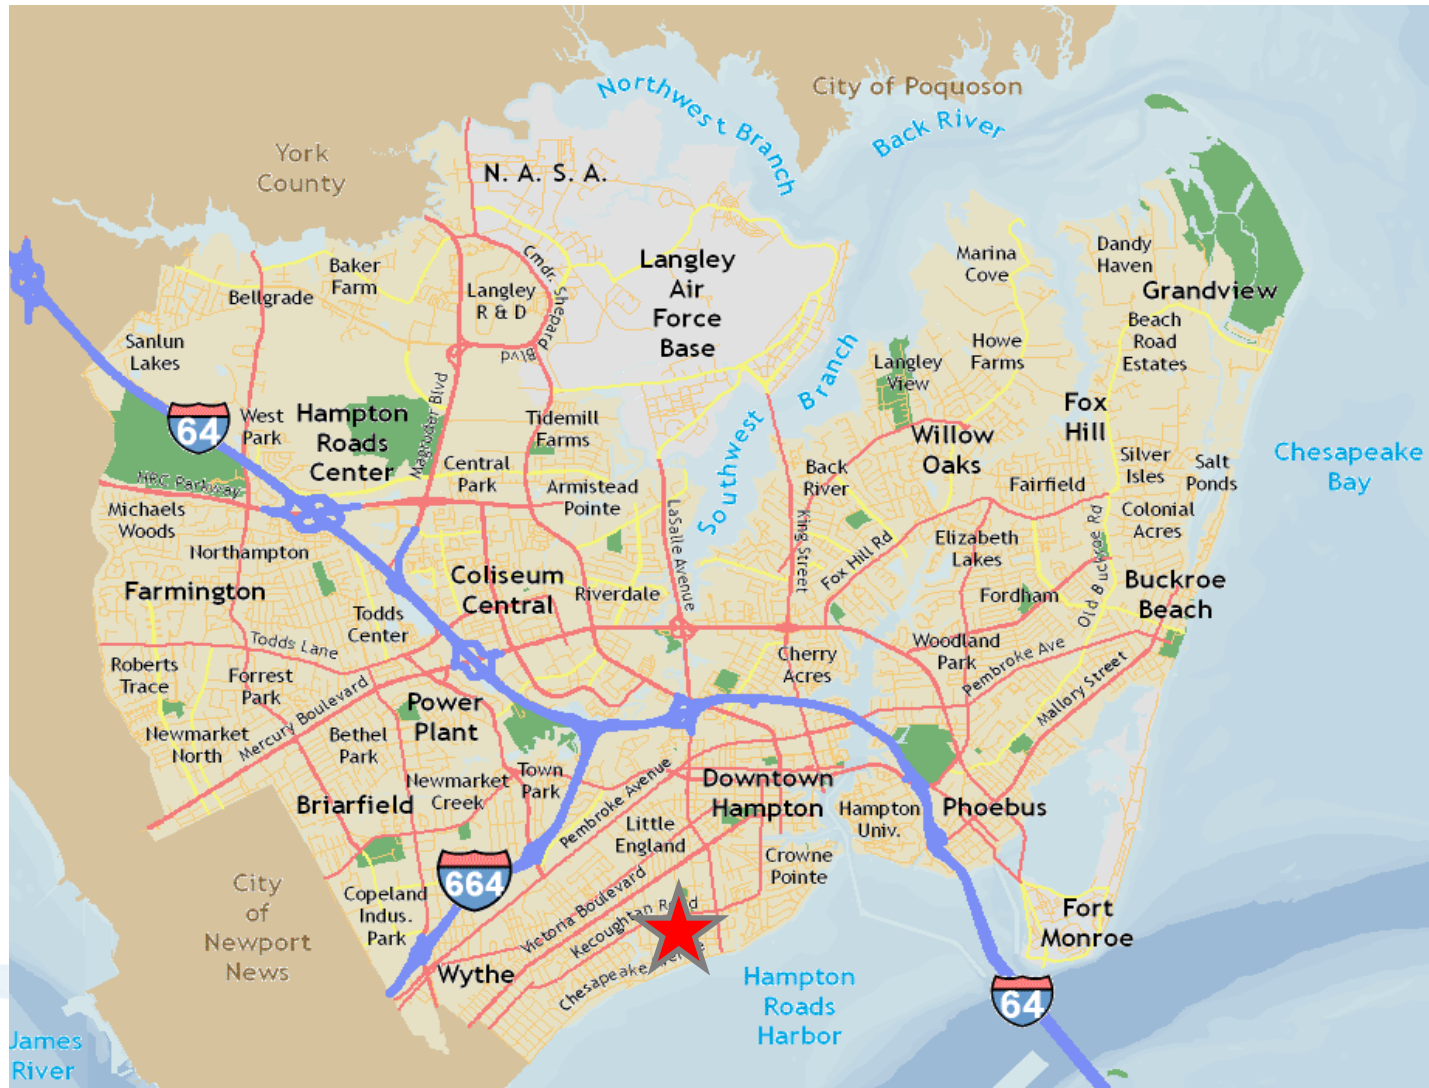 Northwest Branch
City of Poquoson
Back River
York
County
N. A. S. A.
Langley
Air
Force
Base
Cmdr. Shepard
Blvd
Marina
Cove
Dandy
Haven
Grandview
Baker
Farm
Bellgrade
Langley
R & D
Beach
Road
Estates
Howe
Farms
Sanlun
Lakes
Langley
View
Southwest
Branch
64
West
Park
Hampton
Roads
Center
Magruder Blvd
Tidemill
Farms
Fox
Hill
Willow
Oaks
Chesapeake
Bay
Central
Park
Back
River
Silver
Isles
Salt
Ponds
Fairfield
HRC Parkway
Armistead
Pointe
Michaels
Woods
LaSalle Avenue
King Street
Colonial
Acres
Northampton
Fox Hill Rd
Elizabeth
Lakes
Old Buckroe Rd
Farmington
Coliseum
Central
Riverdale
Fordham
Buckroe
Beach
Todds
Center
Todds Lane
Woodland
Park
Pembroke Ave
Roberts
Trace
Forrest
Park
Cherry
Acres
Mallory Street
Mercury Boulevard
Power
Plant
Newmarket
North
Bethel
Park
Town
Park
Pembroke Avenue
Newmarket
Creek
Downtown
Hampton
Briarfield
Hampton
Univ.
Phoebus
Little
England
Crowne
Pointe
664
City
of
Newport
News
Copeland
Indus.
Park
Victoria Boulevard
Kecoughtan Road
Fort
Monroe
Wythe
Chesapeake Avenue
Hampton
Roads
Harbor
64
James
River